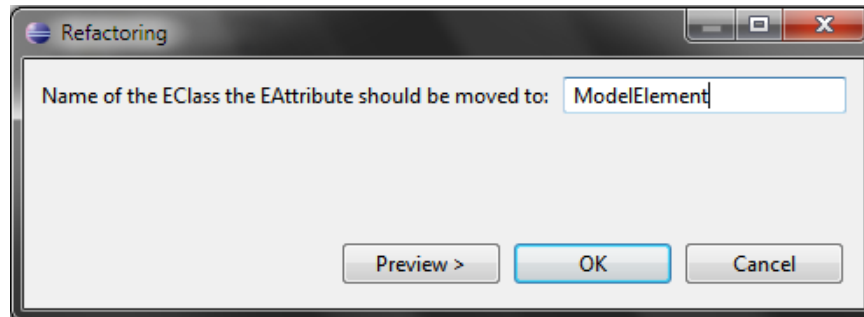 Refactoring
Name of the EClass the EAttribute should be moved to: ModelElement
Preview > OK Cancel